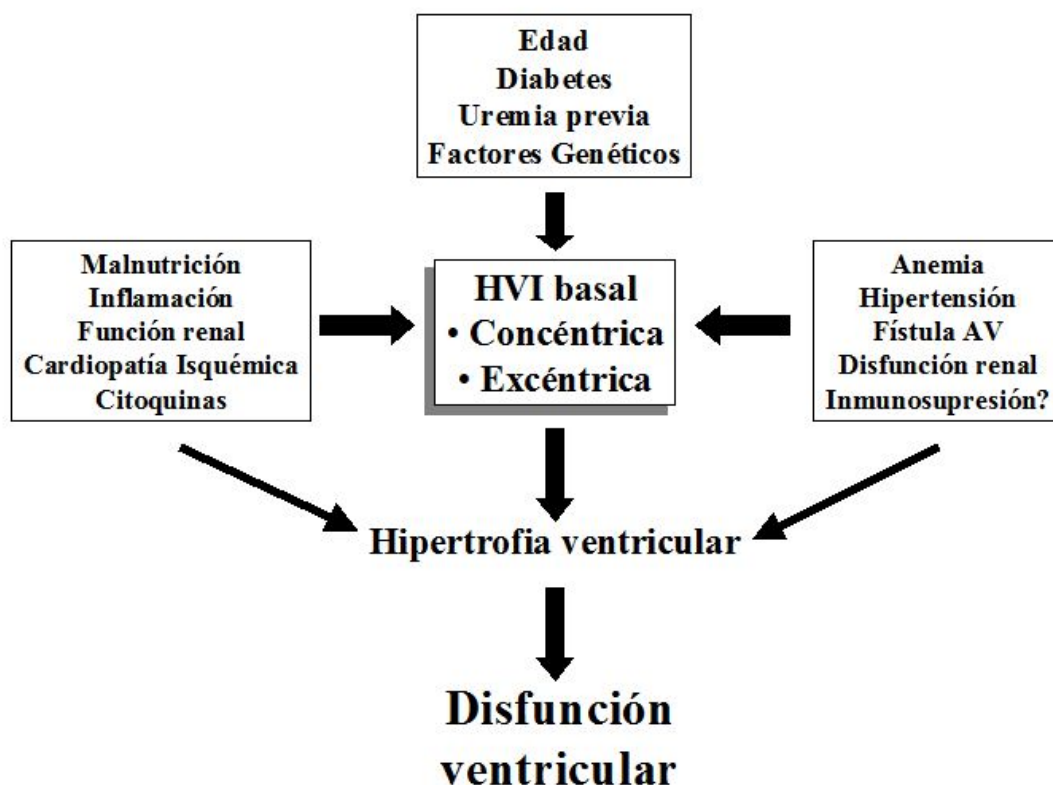 Edad
Diabetes
Uremia previa
Factores Genéticos
Malnutrición
Inflamación
Función renal
Cardiopatía Isquémica
Citoquinas
HVI basal
• Concéntrica
• Excéntrica
Anemia
Hipertensión
Fístula AV
Disfunción renal
Inmunosupresión?
Hipertrofia ventricular
Disfunción
ventricular